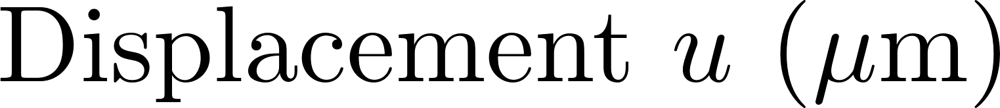 Displacement u (μm)